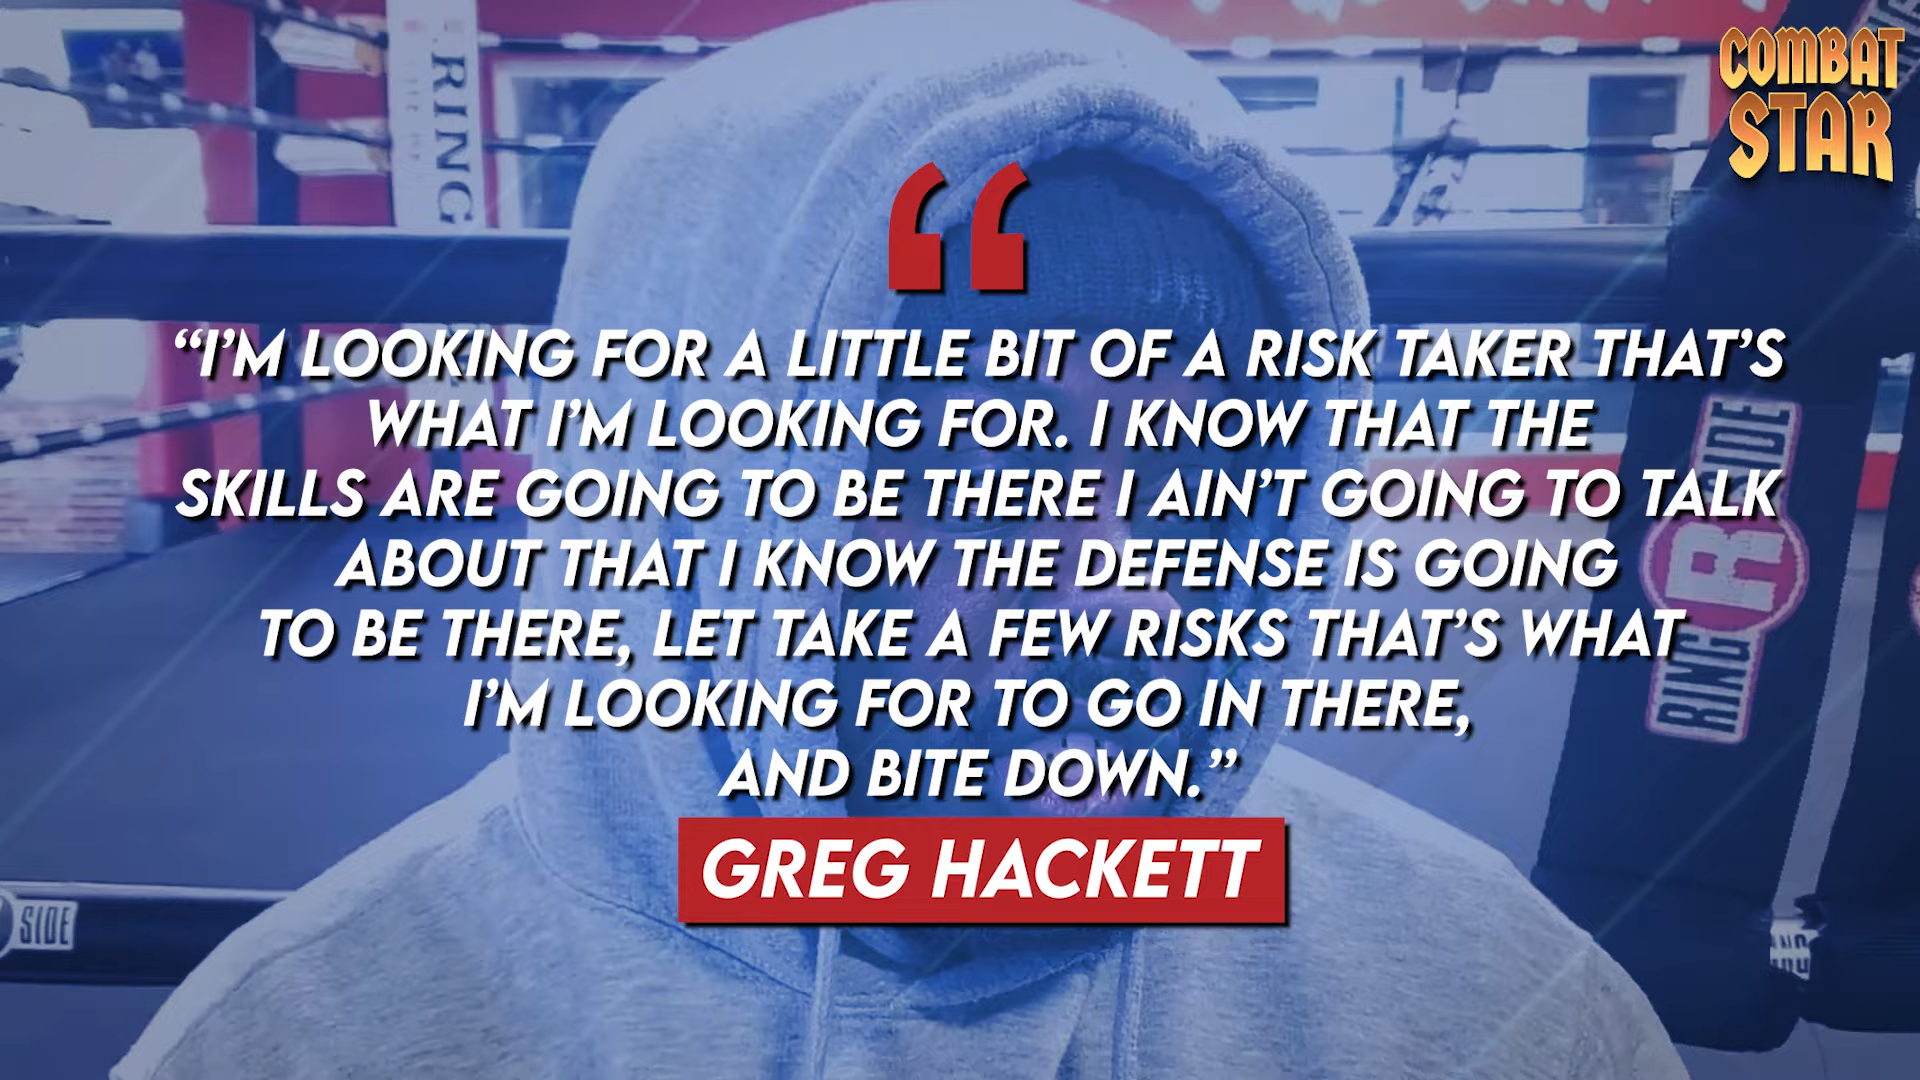 COMBAT
STAR
RING
“
“I’M LOOKING FOR A LITTLE BIT OF A RISK TAKER THAT’S
WHAT I’M LOOKING FOR. I KNOW THAT THE
SKILLS ARE GOING TO BE THERE I AIN’T GOING TO TALK
ABOUT THAT I KNOW THE DEFENSE IS GOING
TO BE THERE, LET TAKE A FEW RISKS THAT’S WHAT
I’M LOOKING FOR TO GO IN THERE,
AND BITE DOWN.”
GREG HACKETT
RING R SIDE
SIDE